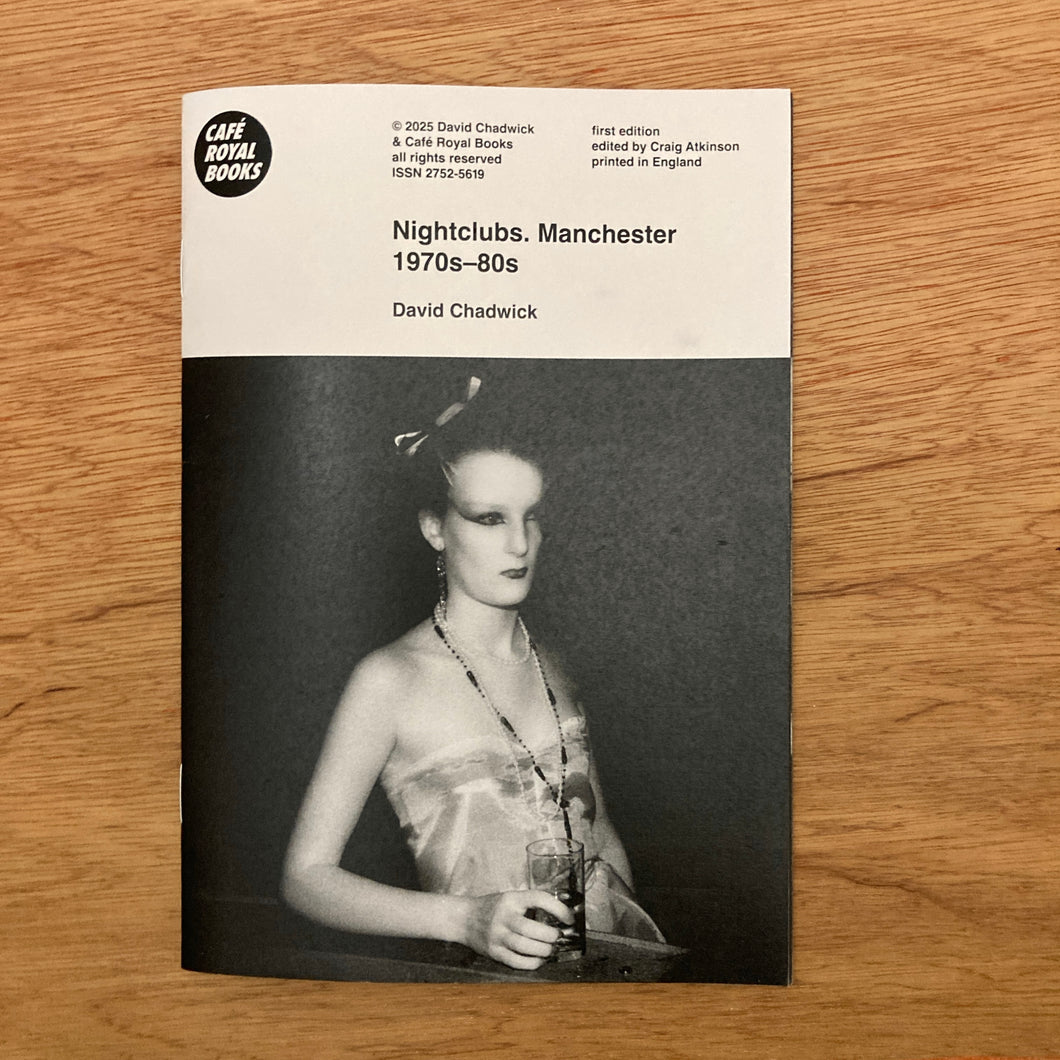 CAFÉ
ROYAL
BOOKS
© 2025 David Chadwick
& Café Royal Books
all rights reserved
ISSN 2752-5619
first edition
edited by Craig Atkinson
printed in England
Nightclubs. Manchester
1970s–80s
David Chadwick